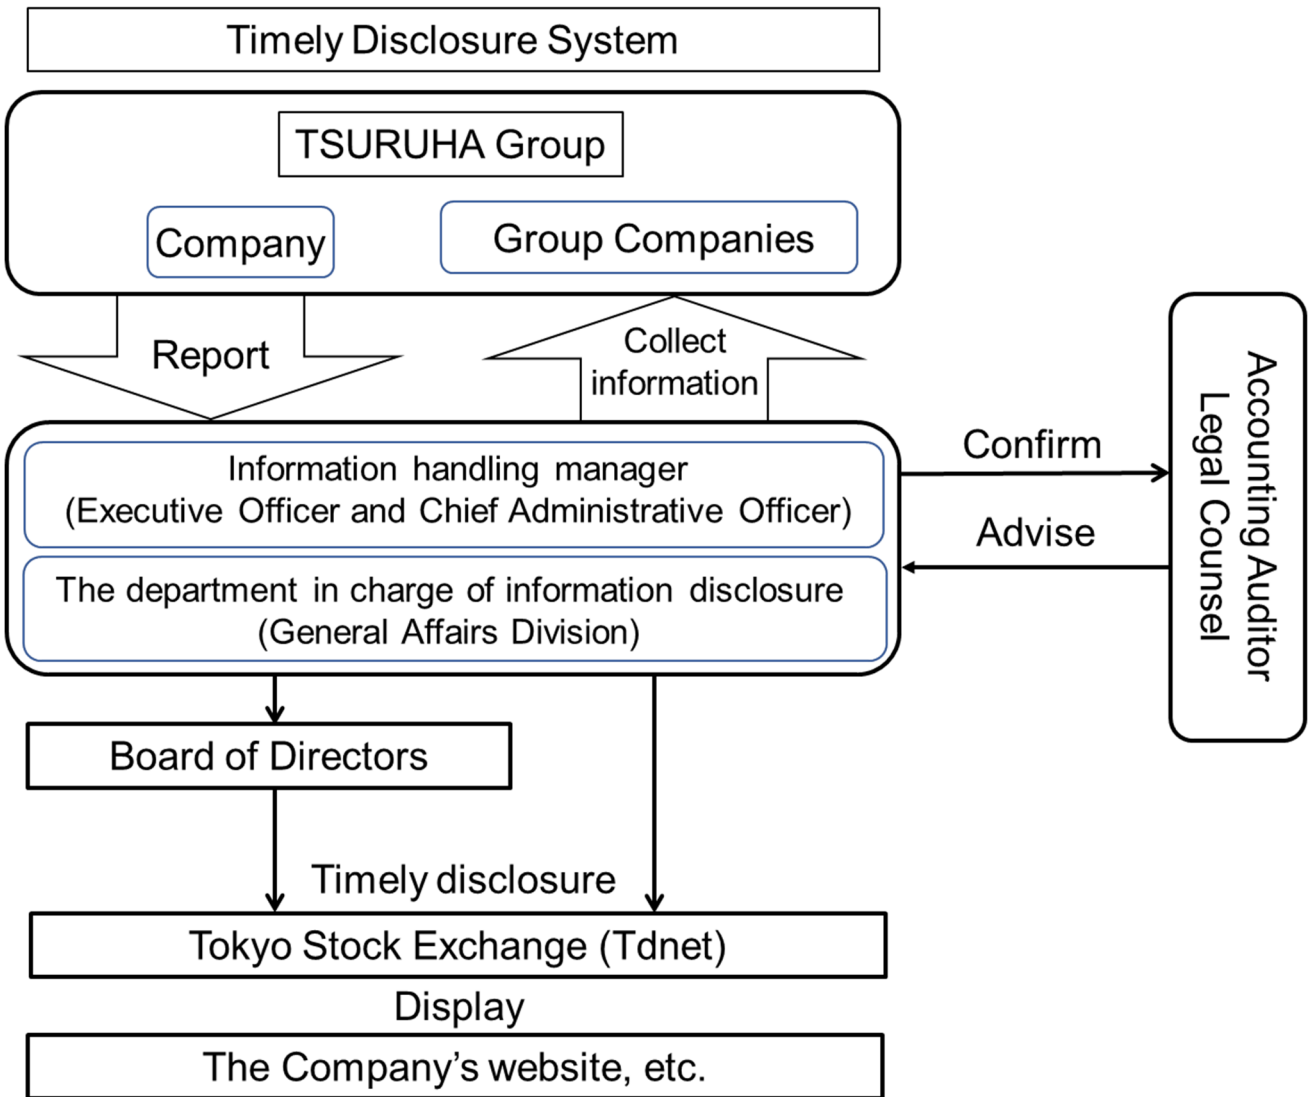 Timely Disclosure System
TSURUHA Group
Company
Group Companies
Report
Collect
information
Information handling manager
(Executive Officer and Chief Administrative Officer)
The department in charge of information disclosure
(General Affairs Division)
Confirm
Advise
Accounting Auditor
Legal Counsel
Board of Directors
Timely disclosure
Tokyo Stock Exchange (Tdnet)
Display
The Company’s website, etc.